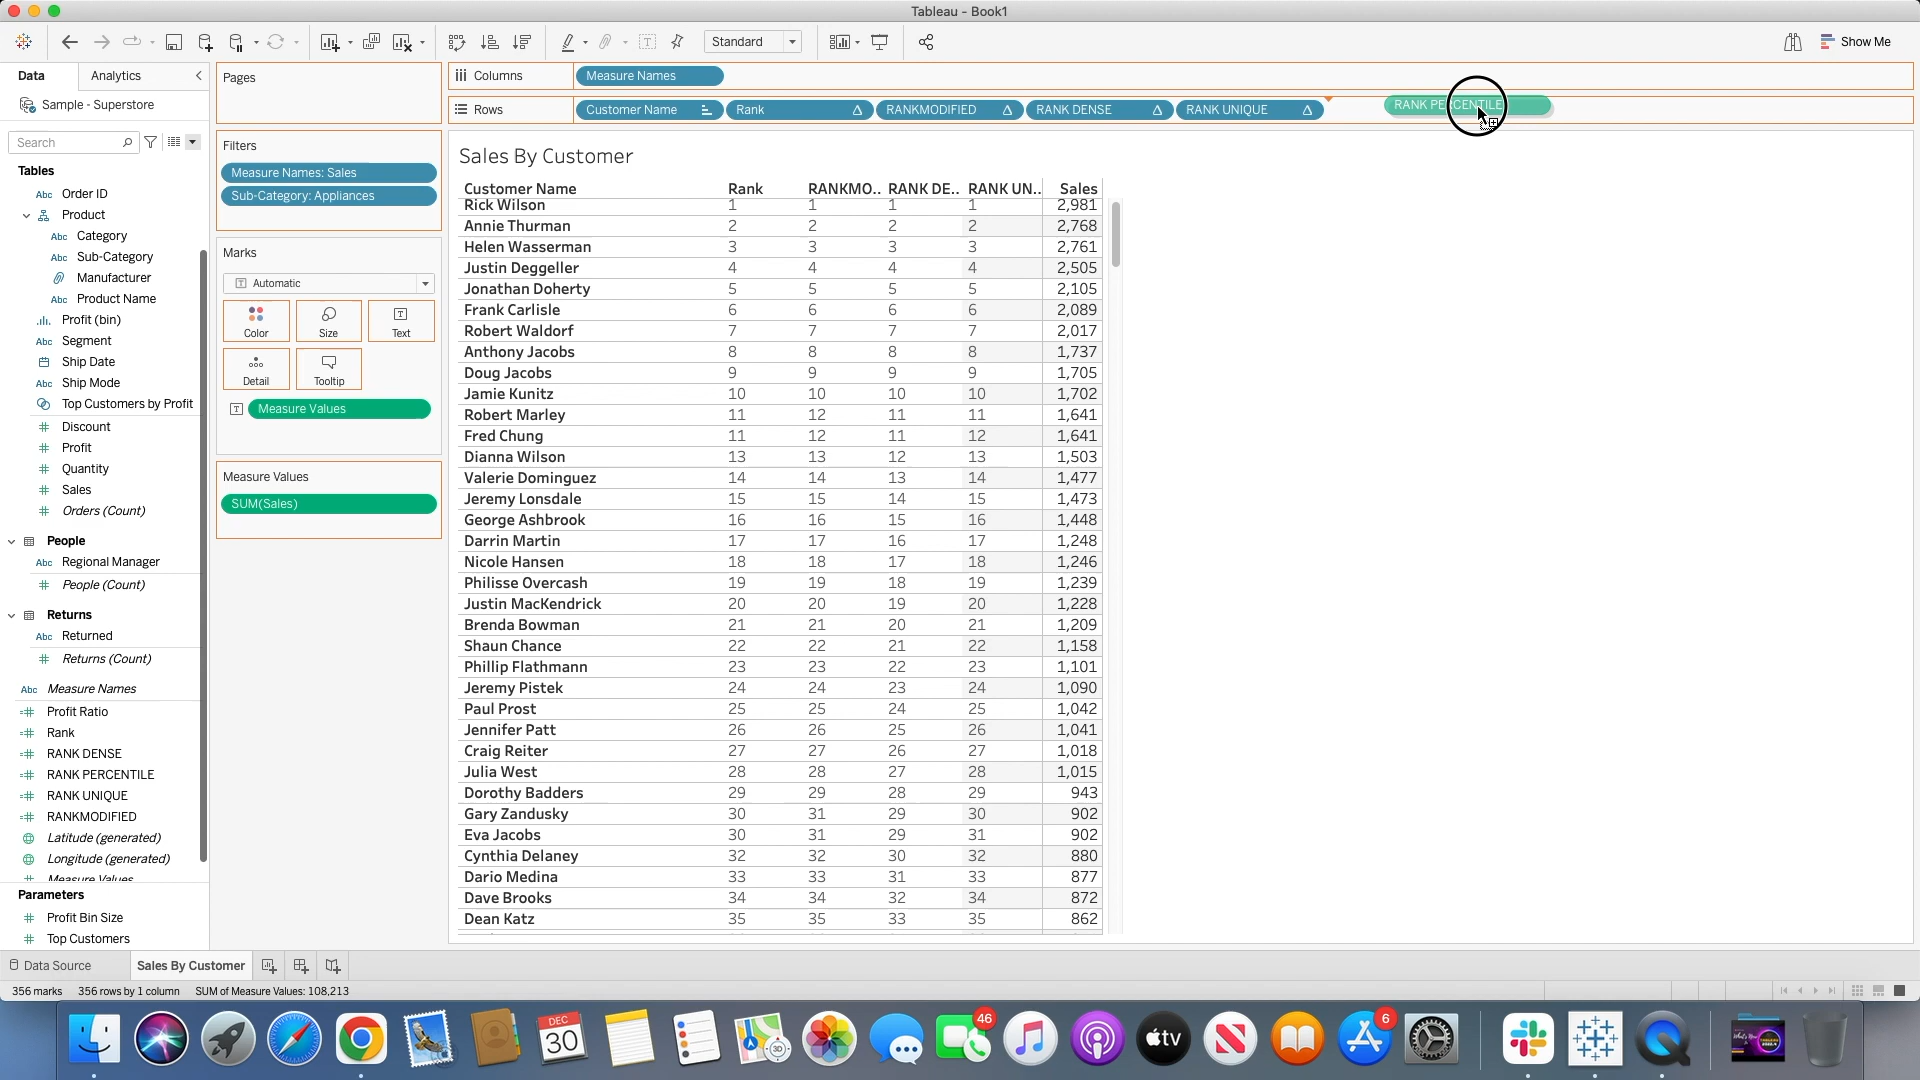 Tableau - Book1
Standard
Show Me
Data
Analytics
Pages
Columns
Measure Names
Sample - Superstore
Rows
Customer Name
Rank
RANKMODIFIED
RANK DENSE
RANK UNIQUE
RANK PERCENTILE
Search
Tables
Abc Order ID
Product
Abc Category
Abc Sub-Category
Manufacturer
Abc Product Name
Profit (bin)
Abc Segment
Ship Date
Abc Ship Mode
Top Customers by Profit
Discount
Profit
Quantity
Sales
Orders (Count)
People
Abc Regional Manager
People (Count)
Returns
Abc Returned
Returns (Count)
Abc Measure Names
Profit Ratio
Rank
RANK DENSE
RANK PERCENTILE
RANK UNIQUE
RANKMODIFIED
Latitude (generated)
Longitude (generated)
Measure Values
Parameters
Profit Bin Size
Top Customers
Filters
Measure Names: Sales
Sub-Category: Appliances
Marks
Automatic
Color
Size
Text
Detail
Tooltip
Measure Values
Measure Values
SUM(Sales)
Sales By Customer
Customer Name Rank RANKMO.. RANK DE.. RANK UN.. Sales
Rick Wilson 1 1 1 1 2,981
Annie Thurman 2 2 2 2 2,768
Helen Wasserman 3 3 3 3 2,761
Justin Deggeller 4 4 4 4 2,505
Jonathan Doherty 5 5 5 5 2,105
Frank Carlisle 6 6 6 6 2,089
Robert Waldorf 7 7 7 7 2,017
Anthony Jacobs 8 8 8 8 1,737
Doug Jacobs 9 9 9 9 1,705
Jamie Kunitz 10 10 10 10 1,702
Robert Marley 11 12 11 11 1,641
Fred Chung 11 12 11 12 1,641
Dianna Wilson 13 13 12 13 1,503
Valerie Dominguez 14 14 13 14 1,477
Jeremy Lonsdale 15 15 14 15 1,473
George Ashbrook 16 16 15 16 1,448
Darrin Martin 17 17 16 17 1,248
Nicole Hansen 18 18 17 18 1,246
Philisse Overcash 19 19 18 19 1,239
Justin MacKendrick 20 20 19 20 1,228
Brenda Bowman 21 21 20 21 1,209
Shaun Chance 22 22 21 22 1,158
Phillip Flathmann 23 23 22 23 1,101
Jeremy Pistek 24 24 23 24 1,090
Paul Prost 25 25 24 25 1,042
Jennifer Patt 26 26 25 26 1,041
Craig Reiter 27 27 26 27 1,018
Julia West 28 28 27 28 1,015
Dorothy Badders 29 29 28 29 943
Gary Zandusky 30 31 29 30 902
Eva Jacobs 30 31 29 31 902
Cynthia Delaney 32 32 30 32 880
Dario Medina 33 33 31 33 877
Dave Brooks 34 34 32 34 872
Dean Katz 35 35 33 35 862
Data Source
Sales By Customer
356 marks 356 rows by 1 column SUM of Measure Values: 108,213
DEC
30
46
tv
6